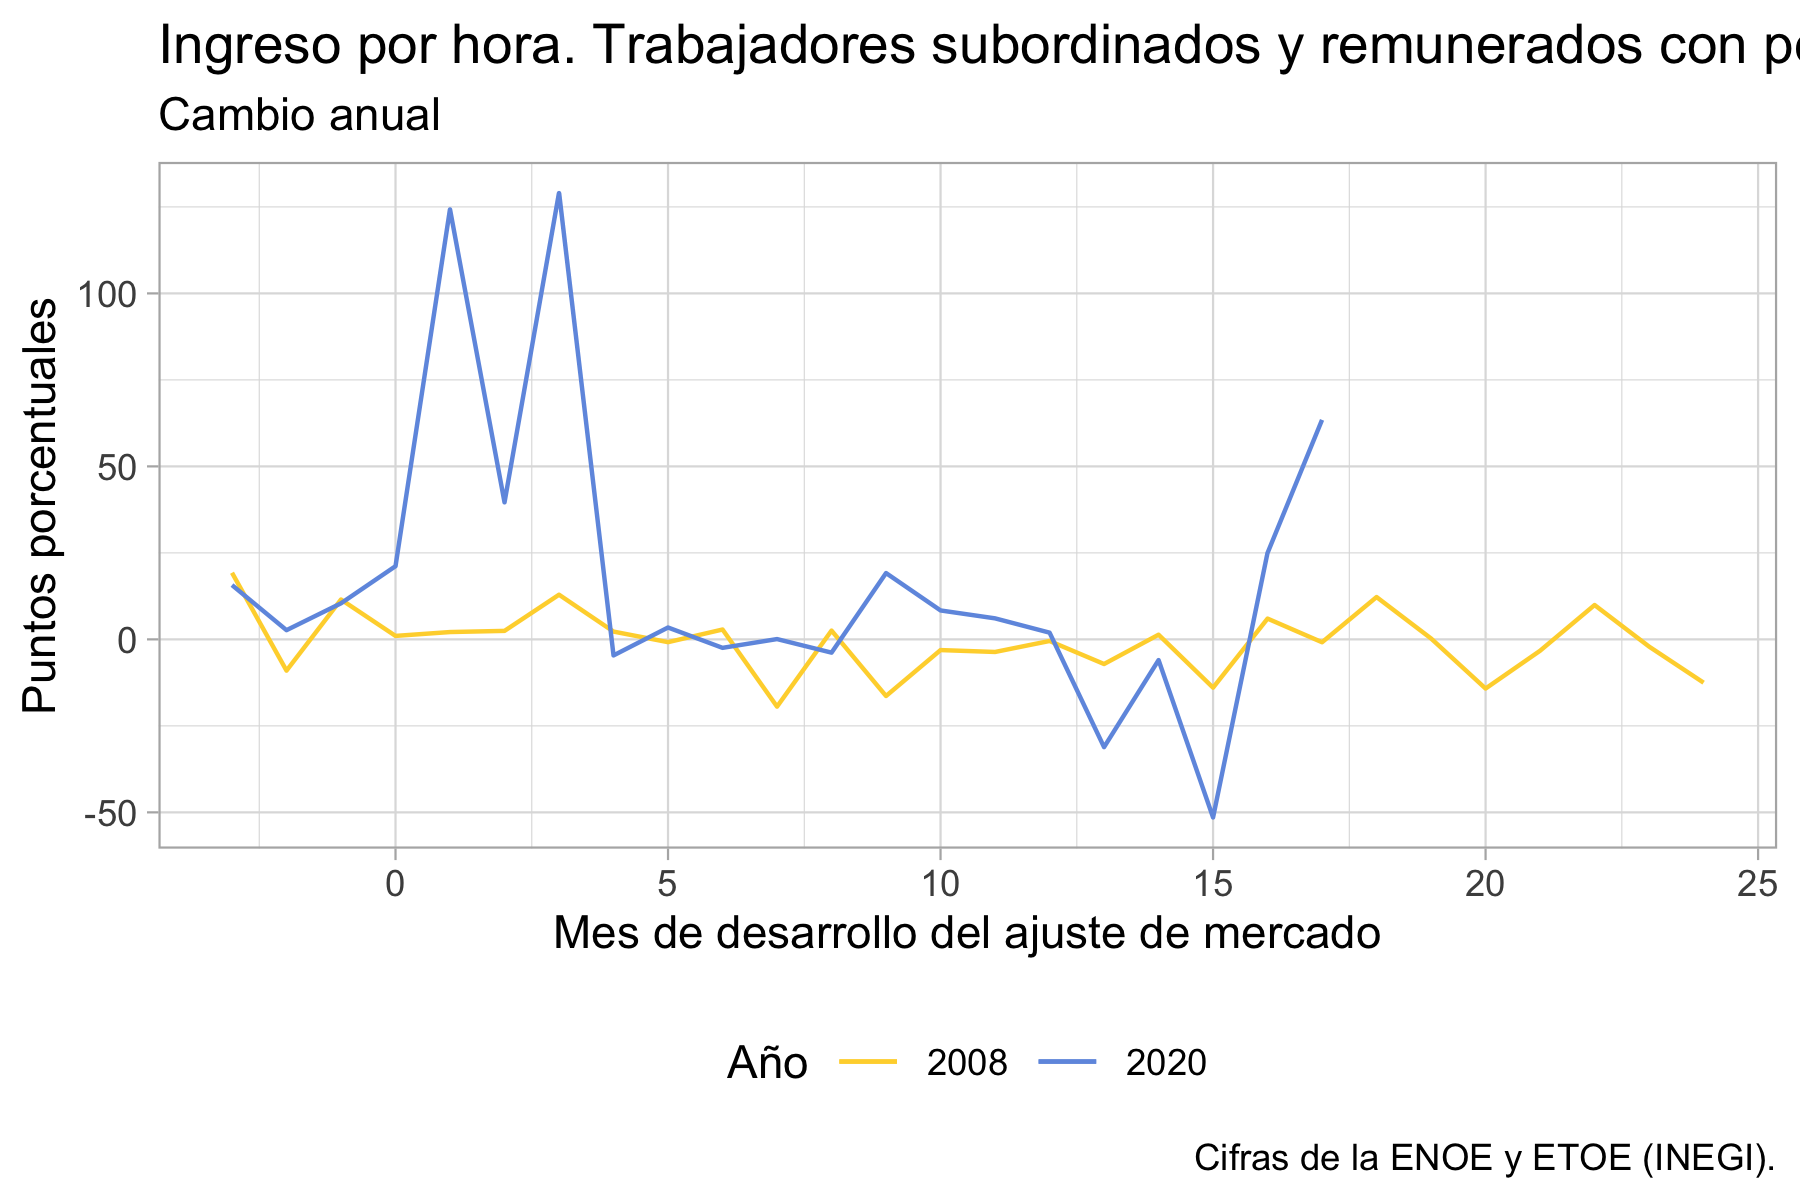 Ingreso por hora. Trabajadores subordinados y remunerados con
Cambio anual
Puntos porcentuales
100
50
0
-50
0 5 10 15 20 25
Mes de desarrollo del ajuste de mercado
Año 2008 2020
Cifras de la ENOE y ETOE (INEGI).